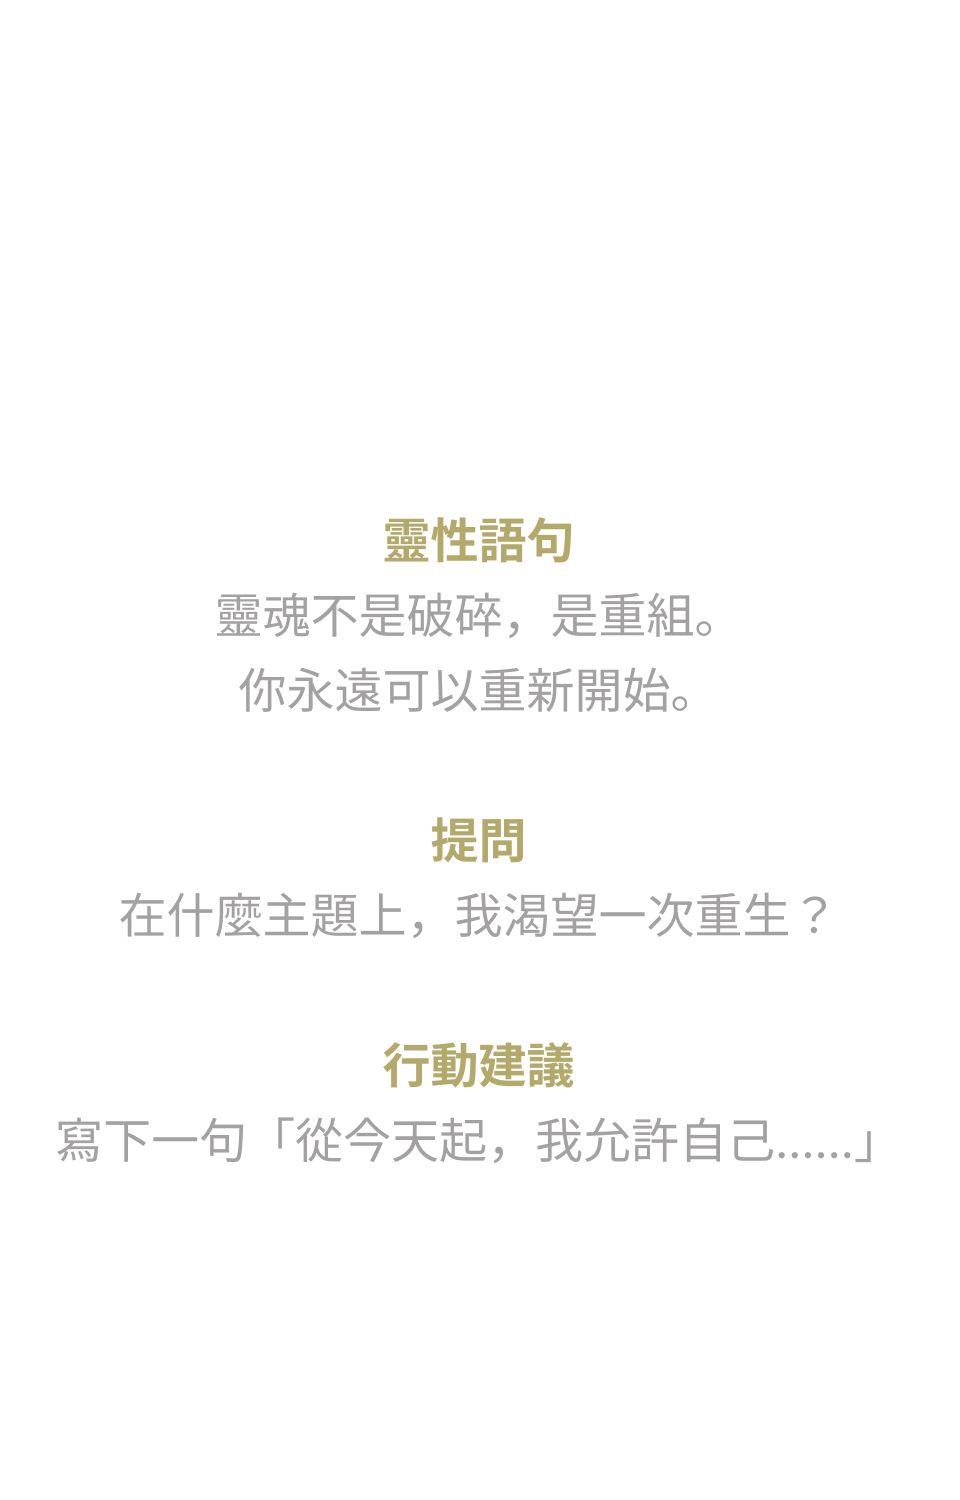 靈性語句
靈魂不是破碎，是重組。
你永遠可以重新開始。
提問
在什麼主題上，我渴望一次重生？
行動建議
寫下一句「從今天起，我允許自己......」